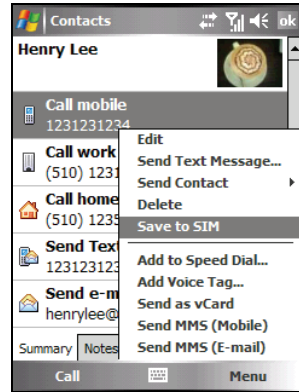 Contacts
ok
Henry Lee
Call mobile
1231231234
Call work
(510) 1231
Call home
(510) 1235
Send Text
123123123
Send e-m
henrylee@
Edit
Send Text Message...
Send Contact
Delete
Save to SIM
Add to Speed Dial...
Add Voice Tag...
Send as vCard
Send MMS (Mobile)
Send MMS (E-mail)
Summary Notes
Call Menu